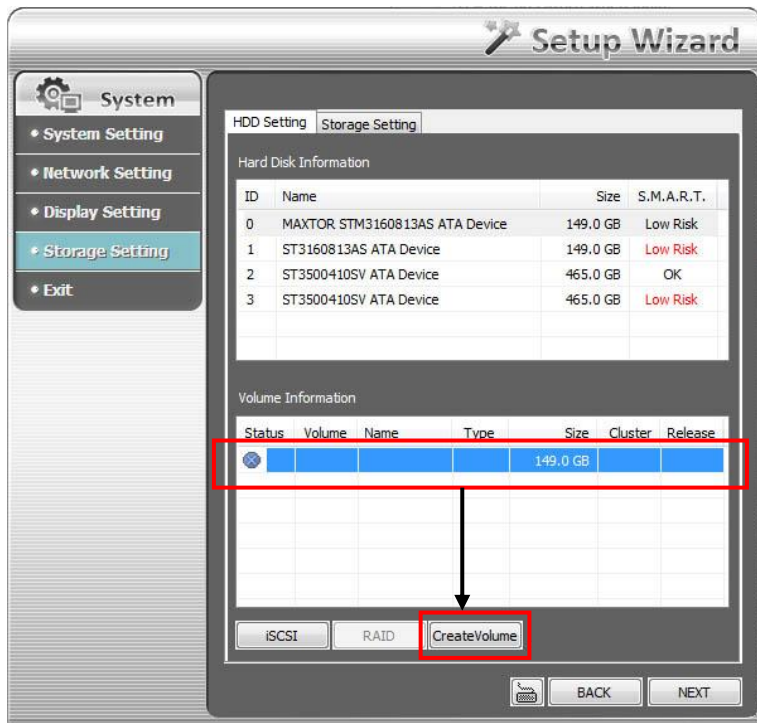 Setup Wizard
System
• System Setting
• Network Setting
• Display Setting
• Storage Setting
• Exit
HDD Setting Storage Setting
Hard Disk Information
ID Name Size S.M.A.R.T.
0 MAXTOR STM3160813AS ATA Device 149.0 GB Low Risk
1 ST3160813AS ATA Device 149.0 GB Low Risk
2 ST3500410SV ATA Device 465.0 GB OK
3 ST3500410SV ATA Device 465.0 GB Low Risk
Volume Information
Status Volume Name Type Size Cluster Release
149.0 GB
iSCSI RAID CreateVolume
BACK NEXT